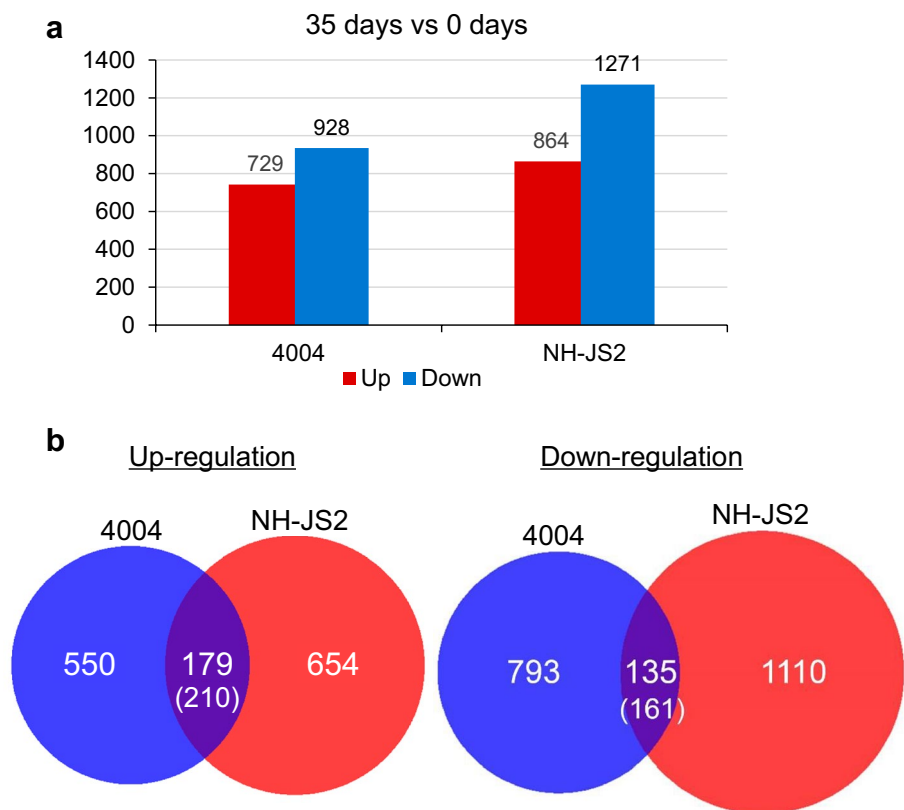 a
35 days vs 0 days
1400
1200
1000
800
600
400
200
0
729
928
864
1271
4004
NH-JS2
Up Down
b
Up-regulation
Down-regulation
4004
NH-JS2
550
179
(210)
654
4004
NH-JS2
793
135
(161)
1110